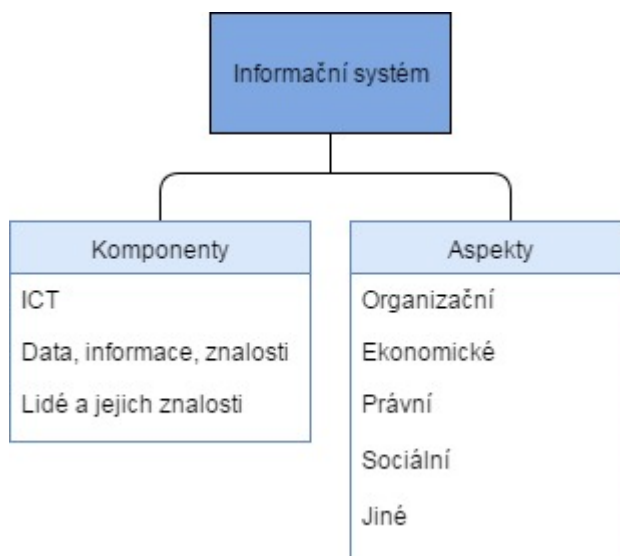 Informační systém
Komponenty
ICT
Data, informace, znalosti
Lidé a jejich znalosti
Aspekty
Organizační
Ekonomické
Právní
Sociální
Jiné